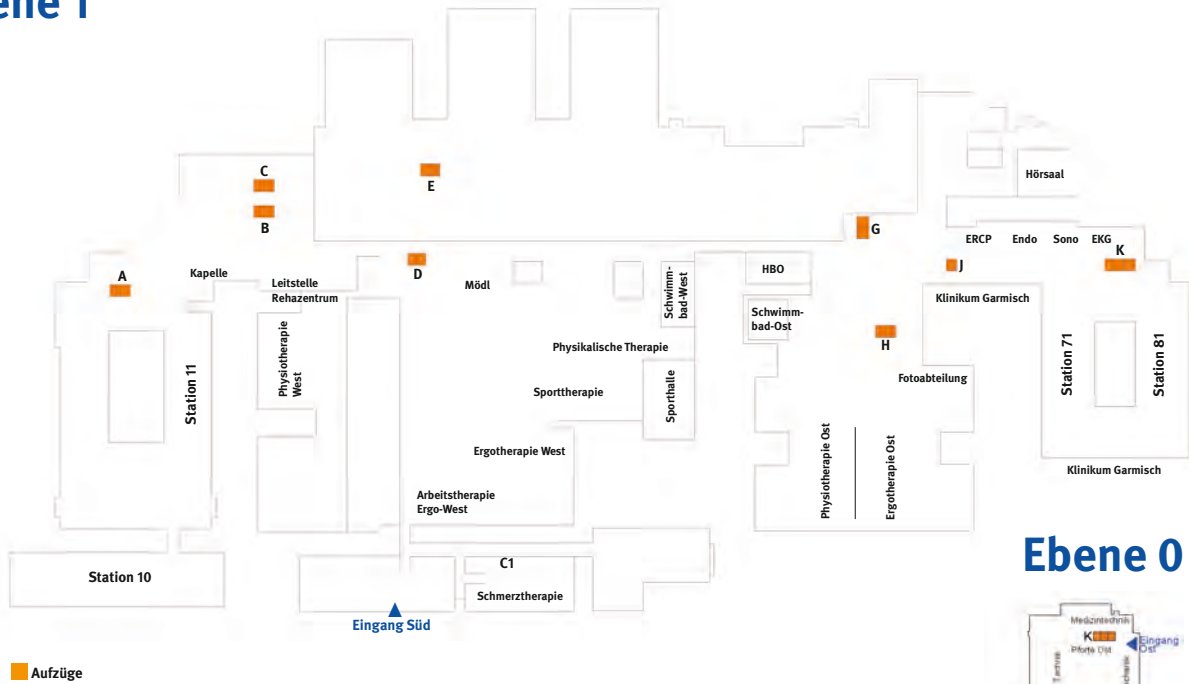 ene 1
C
B
E
A
D
G
Hörsaal
ERCP Endo Sono EKG
K
J
H
Kapelle
Leitstelle
Rehazentrum
Mödl
Schwimm-
bad-West
HBO
Schwimm-
bad-Ost
Klinikum Garmisch
Physiotherapie
West
Station 11
Physikalische Therapie
Sporttherapie
Sporthalle
Fotoabteilung
Station 71
Station 81
Ergotherapie West
Physiotherapie Ost
Ergotherapie Ost
Klinikum Garmisch
Arbeitstherapie
Ergo-West
C1
Schmerztherapie
Station 10
Eingang Süd
Ebene 0
Medizintechnik
K
Pforte Ost
Eingang
Ost
Aufzüge